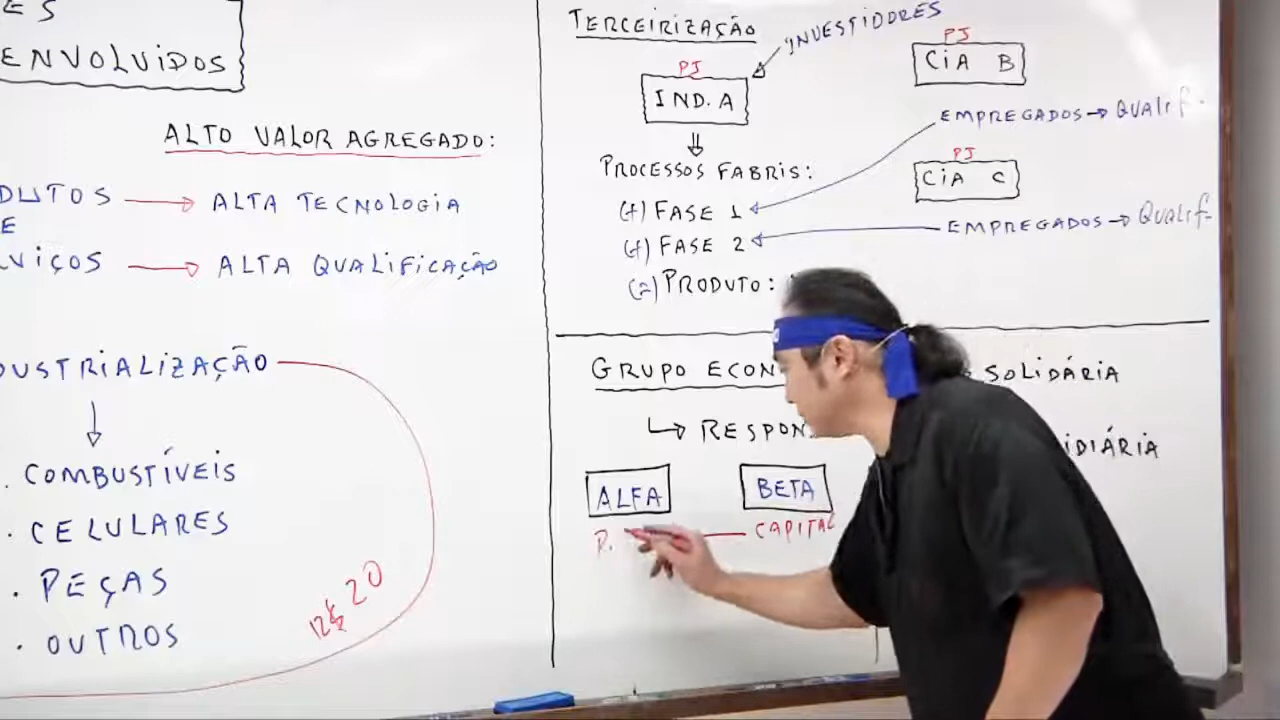 ES
ENVOLVIDOS
ALTO VALOR AGREGADO:
DUTOS → ALTA TECNOLOGIA
E
VIÇOS → ALTA QUALIFICAÇÃO
DUSTRIALIZAÇÃO
. COMBUSTÍVEIS
. CELULARES
. PEÇAS
. OUTROS
R$ 20
TERCEIRIZAÇÃO
INVESTIDORES
PJ
IND. A
PROCESSOS FABRIS:
(+) FASE 1
(+) FASE 2
(=) PRODUTO:
PJ
CIA B
EMPREGADOS → QUALIF.
PJ
CIA C
EMPREGADOS → QUALIF.
GRUPO ECON SOLIDÁRIA
↳ RESPON IDIÁRIA
ALFA
BETA
P. CAPITAL